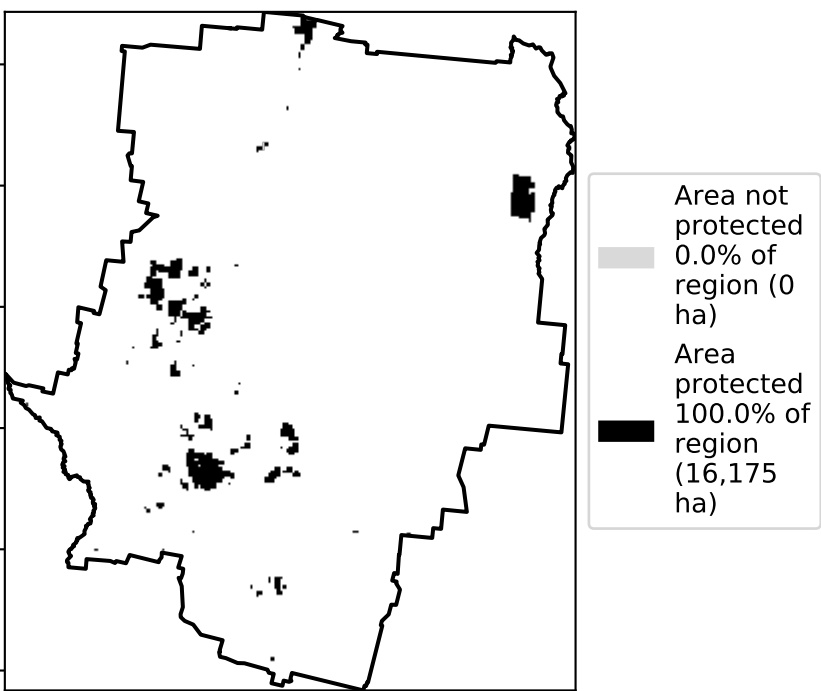 Area not
protected
0.0% of
region (0
ha)
Area
protected
100.0% of
region
(16,175
ha)